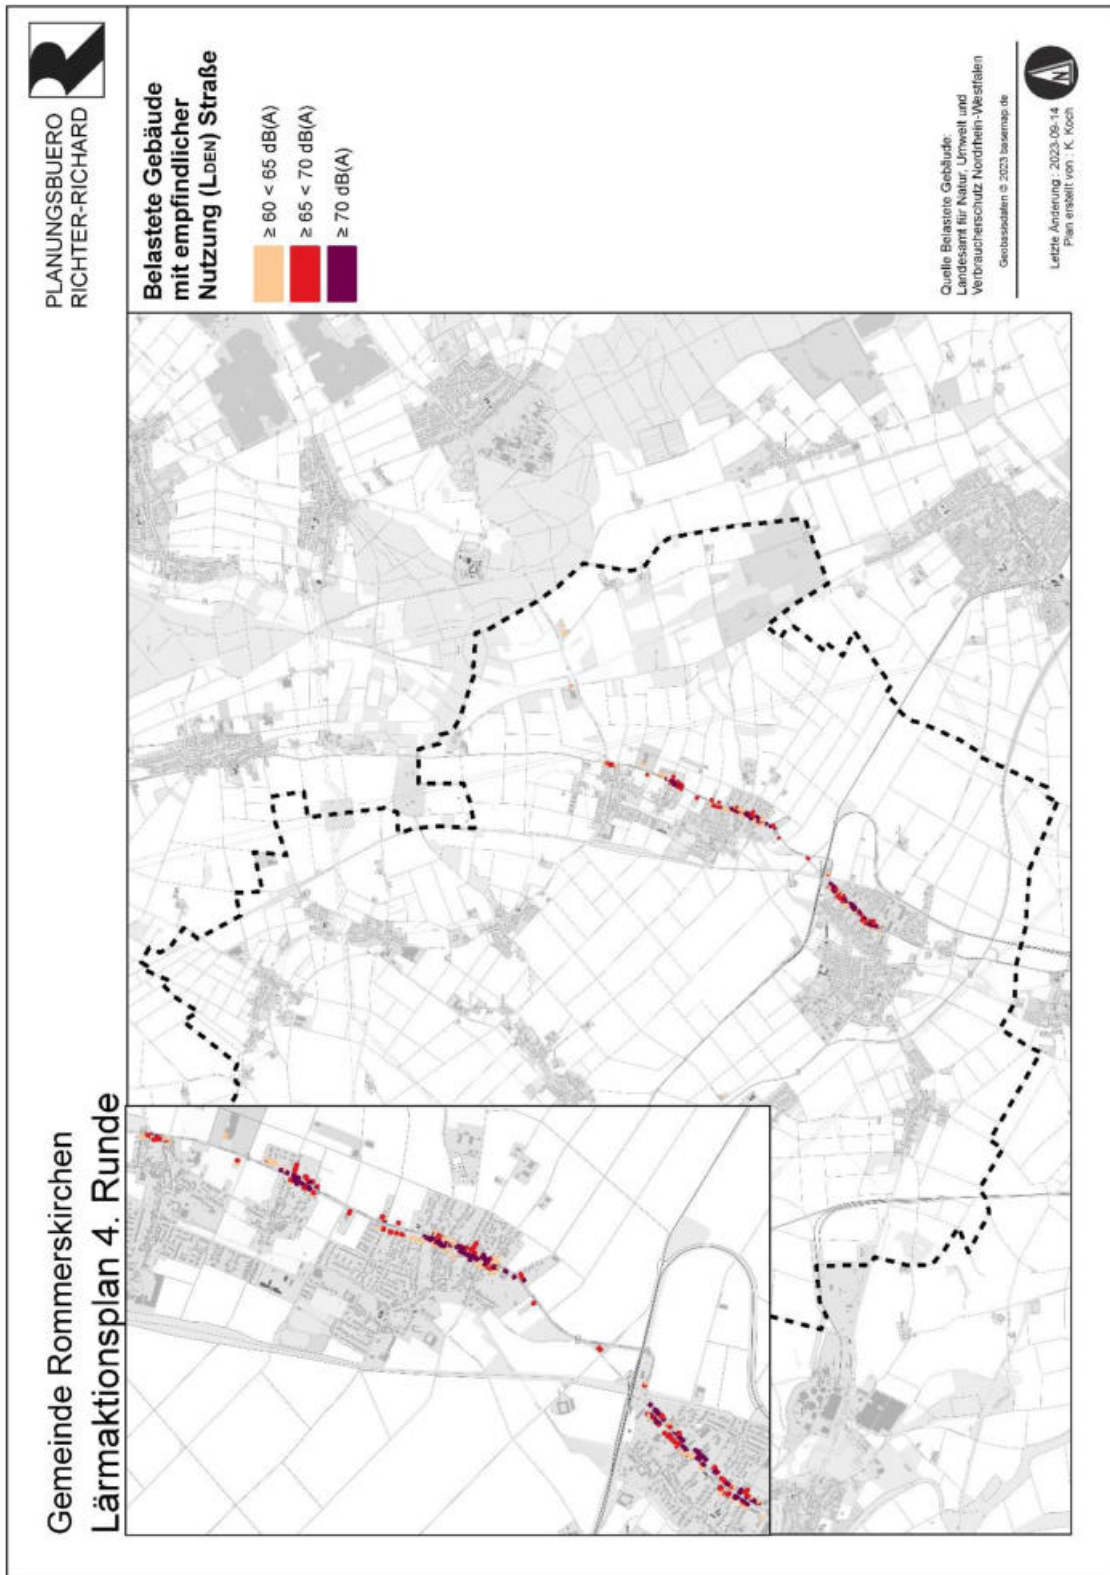 Gemeinde Rommerskirchen
Lärmaktionsplan 4. Runde
PLANUNGSBUERO
RICHTER-RICHARD
Belastete Gebäude
mit empfindlicher
Nutzung (LDEN) Straße
≥ 60 < 65 dB(A)
≥ 65 < 70 dB(A)
≥ 70 dB(A)
Quelle Belastete Gebäude:
Landesamt für Natur, Umwelt und
Verbraucherschutz Nordrhein-Westfalen
Geobasisdaten © 2023 basemap.de
N
Letzte Änderung : 2023-09-14
Plan erstellt von : K. Koch